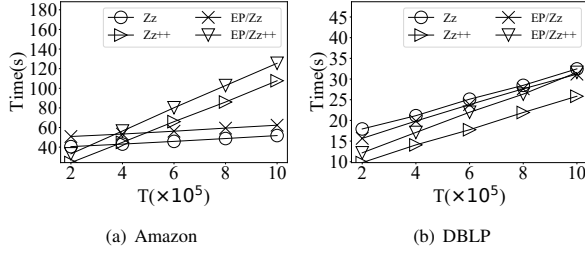 Zz EP/Zz
Zz++ EP/Zz++
180
160
140
120
100
80
60
40
Time(s)
2 4 6 8 10
T(×10⁵)
(a) Amazon
Zz EP/Zz
Zz++ EP/Zz++
45
40
35
30
25
20
15
10
Time(s)
2 4 6 8 10
T(×10⁵)
(b) DBLP